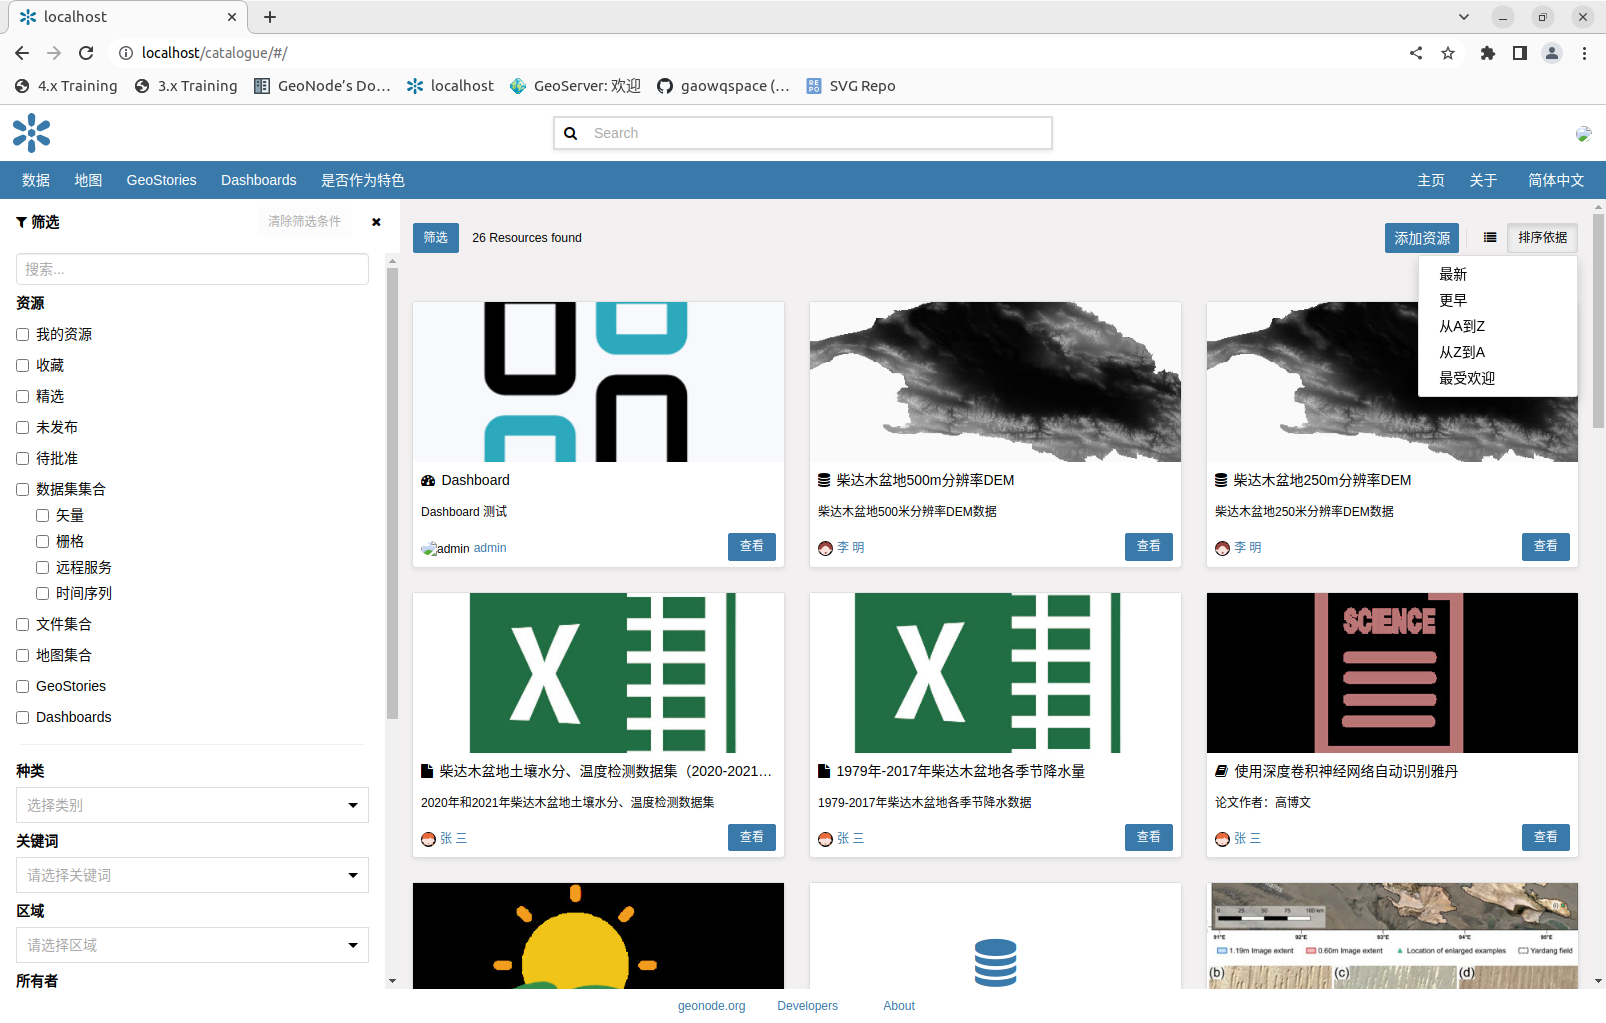 localhost
localhost/catalogue/#/
4.x Training
3.x Training
GeoNode's Do...
localhost
GeoServer: 欢迎
gaowqspace (...
REPO
SVG Repo
Search
数据
地图
GeoStories
Dashboards
是否作为特色
主页
关于
简体中文
筛选
清除筛选条件
搜索...
资源
我的资源
收藏
精选
未发布
待批准
数据集集合
矢量
栅格
远程服务
时间序列
文件集合
地图集合
GeoStories
Dashboards
种类
选择类别
关键词
请选择关键词
区域
请选择区域
所有者
筛选
26 Resources found
添加资源
排序依据
最新
更早
从A到Z
从Z到A
最受欢迎
Dashboard
Dashboard 测试
admin admin
查看
柴达木盆地500m分辨率DEM
柴达木盆地500米分辨率DEM数据
李 明
查看
柴达木盆地250m分辨率DEM
柴达木盆地250米分辨率DEM数据
李 明
查看
X
柴达木盆地土壤水分、温度检测数据集（2020-2021...
2020年和2021年柴达木盆地土壤水分、温度检测数据集
张 三
查看
X
1979年-2017年柴达木盆地各季节降水量
1979-2017年柴达木盆地各季节降水数据
张 三
查看
SCIENCE
使用深度卷积神经网络自动识别雅丹
论文作者：高博文
张 三
查看
0 25 50 75 100 km
91°E 92°E 93°E 94°E 95°E
1.19m Image extent
0.60m Image extent
Location of enlarged examples
Yardang field
(b)
(c)
(d)
geonode.org
Developers
About